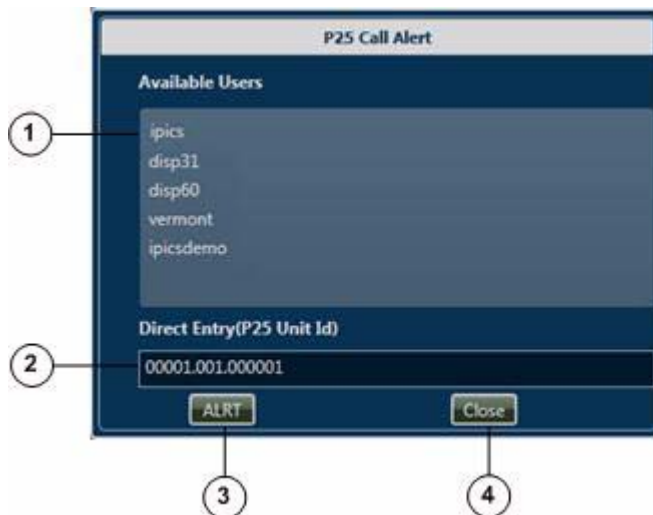 P25 Call Alert
Available Users
1
ipics
disp31
disp60
vermont
ipicsdemo
Direct Entry(P25 Unit Id)
2
00001.001.000001
ALRT
Close
3
4